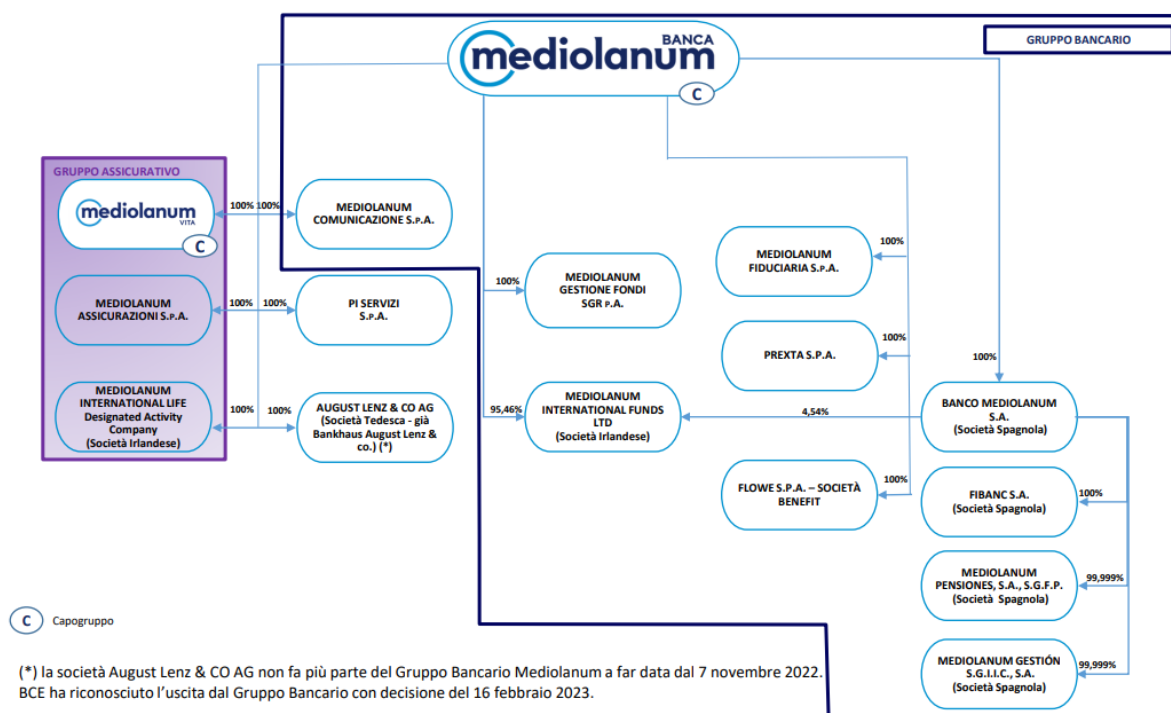 BANCA
mediolanum
C
GRUPPO BANCARIO
GRUPPO ASSICURATIVO
mediolanum
VITA
C
100%
100%
MEDIOLANUM
COMUNICAZIONE S.P.A.
MEDIOLANUM
ASSICURAZIONI S.P.A.
100%
100%
PI SERVIZI
S.P.A.
MEDIOLANUM
INTERNATIONAL LIFE
Designated Activity
Company
(Società Irlandese)
100%
100%
AUGUST LENZ & CO AG
(Società Tedesca - già
Bankhaus August Lenz &
co.) (*)
100%
MEDIOLANUM
GESTIONE FONDI
SGR P.A.
95,46%
MEDIOLANUM
INTERNATIONAL FUNDS
LTD
(Società Irlandese)
4,54%
MEDIOLANUM
FIDUCIARIA S.P.A.
100%
PREXTA S.P.A.
100%
FLOWE S.P.A. – SOCIETÀ
BENEFIT
100%
100%
BANCO MEDIOLANUM
S.A.
(Società Spagnola)
FIBANC S.A.
(Società Spagnola)
100%
MEDIOLANUM
PENSIONES, S.A., S.G.F.P.
(Società Spagnola)
99,999%
MEDIOLANUM GESTIÓN
S.G.I.I.C., S.A.
(Società Spagnola)
99,999%
C Capogruppo
(*) la società August Lenz & CO AG non fa più parte del Gruppo Bancario Mediolanum a far data dal 7 novembre 2022.
BCE ha riconosciuto l'uscita dal Gruppo Bancario con decisione del 16 febbraio 2023.